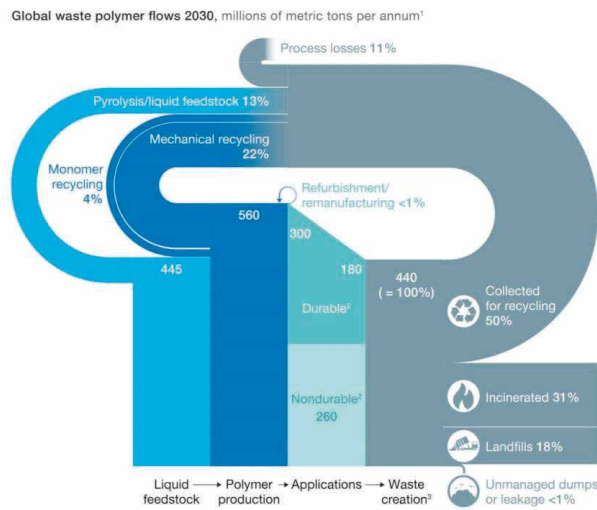 Global waste polymer flows 2030, millions of metric tons per annum¹
Process losses 11%
Pyrolysis/liquid feedstock 13%
Mechanical recycling
22%
Monomer
recycling
4%
Refurbishment/
remanufacturing <1%
560
300
445
180
440
( = 100%)
Durable²
Collected
for recycling
50%
Nondurable²
260
Incinerated 31%
Landfills 18%
Unmanaged dumps
or leakage <1%
Liquid
feedstock
→ Polymer
production
→ Applications
→ Waste
creation³